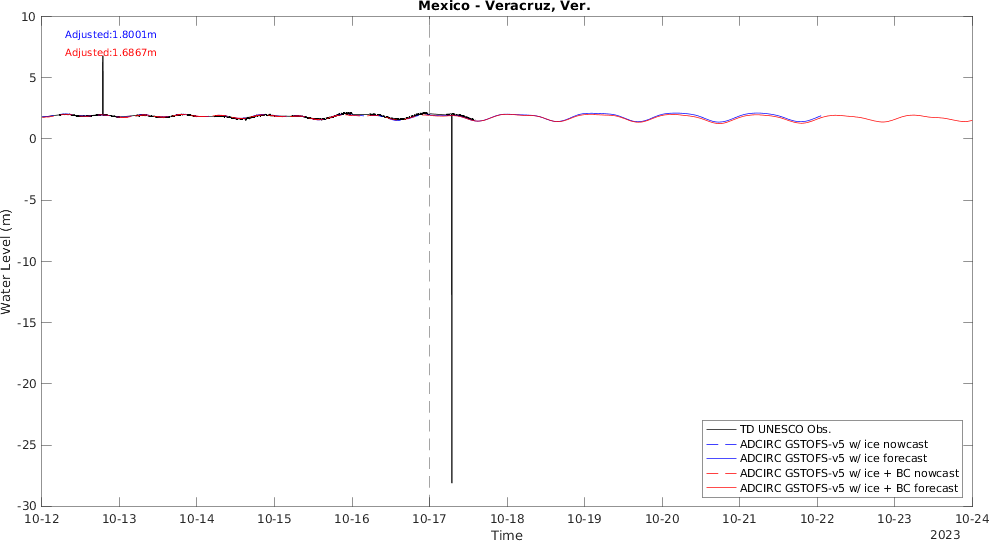 Mexico - Veracruz, Ver.
10
Adjusted:1.8001m
Adjusted:1.6867m
5
0
-5
-10
-15
-20
-25
-30
Water Level (m)
TD UNESCO Obs.
ADCIRC GSTOFS-v5 w/ ice nowcast
ADCIRC GSTOFS-v5 w/ ice forecast
ADCIRC GSTOFS-v5 w/ ice + BC nowcast
ADCIRC GSTOFS-v5 w/ ice + BC forecast
10-12 10-13 10-14 10-15 10-16 10-17 10-18 10-19 10-20 10-21 10-22 10-23 10-24
Time
2023